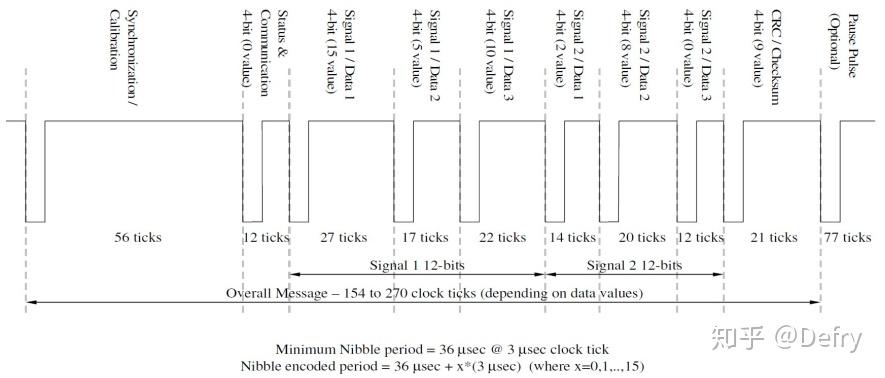 Synchronization /
Calibration
Status &
Communication
4-bit (0 value)
Signal 1 / Data 1
4-bit (15 value)
Signal 1 / Data 2
4-bit (5 value)
Signal 1 / Data 3
4-bit (10 value)
Signal 2 / Data 1
4-bit (2 value)
Signal 2 / Data 2
4-bit (8 value)
Signal 2 / Data 3
4-bit (0 value)
CRC / Checksum
4-bit (9 value)
Pause Pulse
(Optional)
56 ticks
12 ticks
27 ticks
17 ticks
22 ticks
14 ticks
20 ticks
12 ticks
21 ticks
77 ticks
Signal 1 12-bits
Signal 2 12-bits
Overall Message – 154 to 270 clock ticks (depending on data values)
Minimum Nibble period = 36 μsec @ 3 μsec clock tick
Nibble encoded period = 36 μsec + x*(3 μsec) (where x=0,1,..,15)
知乎 @Defry